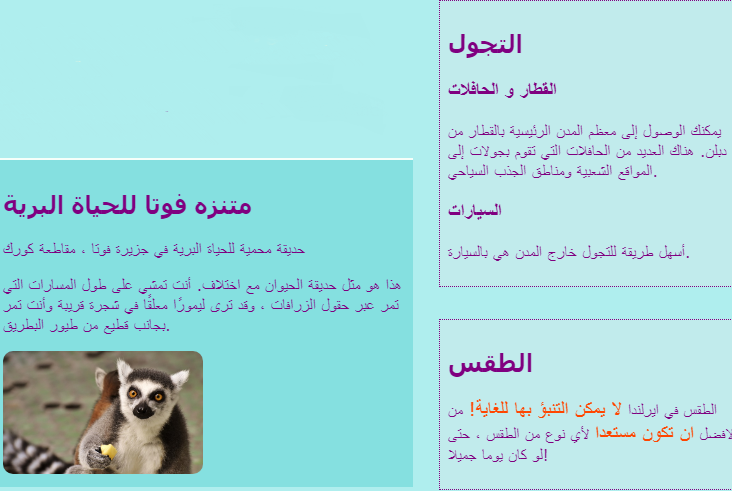 التجول
القطار و الحافلات
يمكنك الوصول إلى معظم المدن الرئيسية بالقطار من
دبلن. هناك العديد من الحافلات التي تقوم بجولات إلى
المواقع الشعبية ومناطق الجذب السياحي.
السيارات
أسهل طريقة للتجول خارج المدن هي بالسيارة.
الطقس
الطقس في ايرلندا لا يمكن التنبؤ بها للغاية! من
لافضل ان تكون مستعدا لأي نوع من الطقس ، حتى
لو كان يوما جميلا!
متنزه فوتا للحياة البرية
حديقة محمية للحياة البرية في جزيرة فوتا ، مقاطعة كورك
هذا هو مثل حديقة الحيوان مع اختلاف. أنت تمشي على طول المسارات التي
تمر عبر حقول الزرافات ، وقد ترى ليمورًا معلقًا في شجرة قريبة وأنت تمر
بجانب قطيع من طيور البطريق.